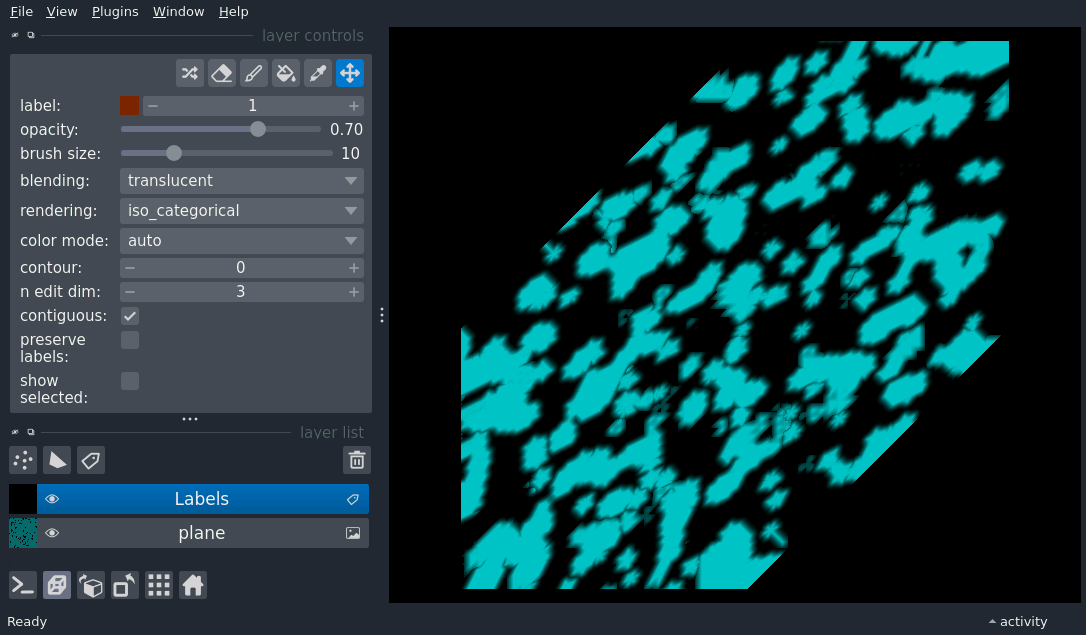 File View Plugins Window Help
layer controls
label: 1
opacity: 0.70
brush size: 10
blending: translucent
rendering: iso_categorical
color mode: auto
contour: 0
n edit dim: 3
contiguous:
preserve
labels:
show
selected:
layer list
Labels
plane
Ready activity